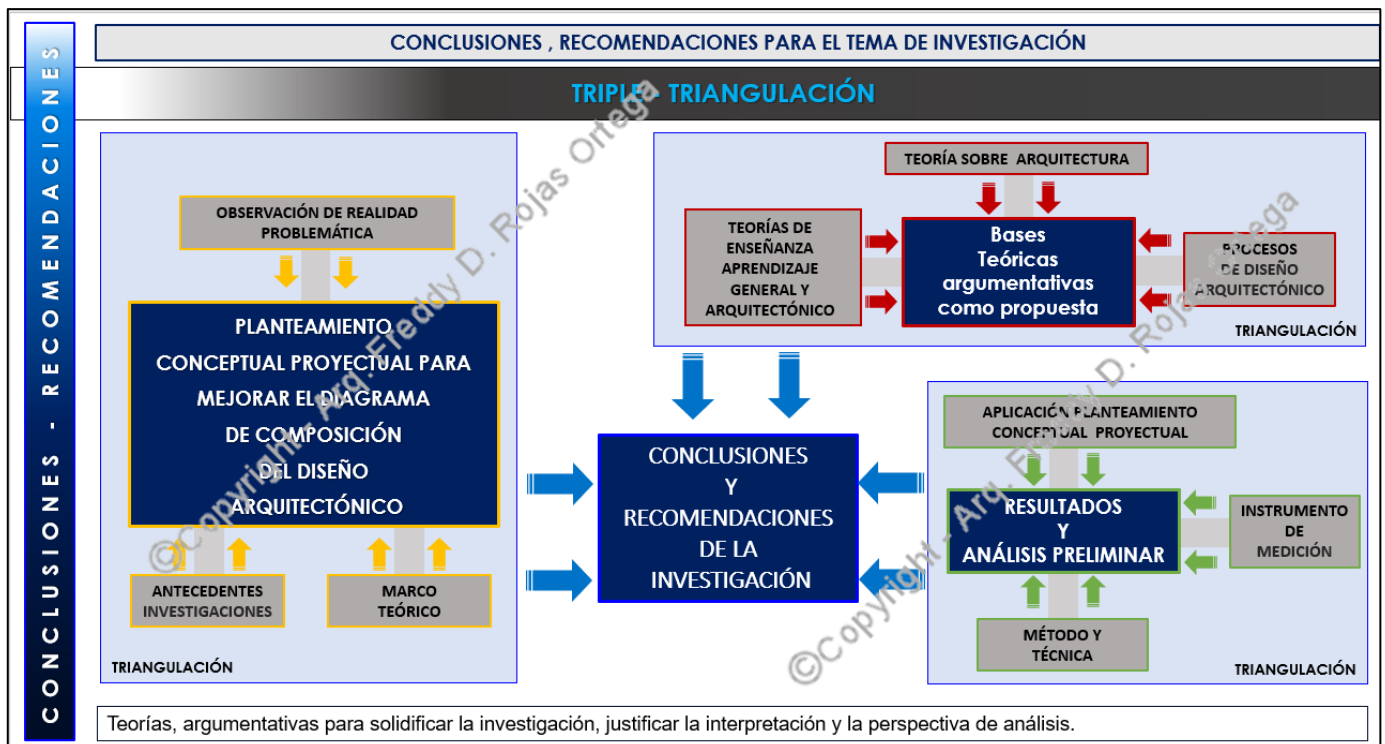 CONCLUSIONES - RECOMENDACIONES
CONCLUSIONES , RECOMENDACIONES PARA EL TEMA DE INVESTIGACIÓN
TRIPLE - TRIANGULACIÓN
OBSERVACIÓN DE REALIDAD
PROBLEMÁTICA
PLANTEAMIENTO
CONCEPTUAL PROYECTUAL PARA
MEJORAR EL DIAGRAMA
DE COMPOSICIÓN
DEL DISEÑO
ARQUITECTÓNICO
ANTECEDENTES
INVESTIGACIONES
MARCO
TEÓRICO
TRIANGULACIÓN
TEORÍA SOBRE ARQUITECTURA
TEORÍAS DE
ENSEÑANZA
APRENDIZAJE
GENERAL Y
ARQUITECTÓNICO
Bases
Teóricas
argumentativas
como propuesta
PROCESOS
DE DISEÑO
ARQUITECTÓNICO
TRIANGULACIÓN
CONCLUSIONES
Y
RECOMENDACIONES
DE LA
INVESTIGACIÓN
APLICACIÓN PLANTEAMIENTO
CONCEPTUAL PROYECTUAL
RESULTADOS
Y
ANÁLISIS PRELIMINAR
INSTRUMENTO
DE
MEDICIÓN
MÉTODO Y
TÉCNICA
TRIANGULACIÓN
Teorías, argumentativas para solidificar la investigación, justificar la interpretación y la perspectiva de análisis.
©Copyright - Arq. Freddy D. Rojas Ortega
©Copyright - Arq. Freddy D. Rojas Ortega